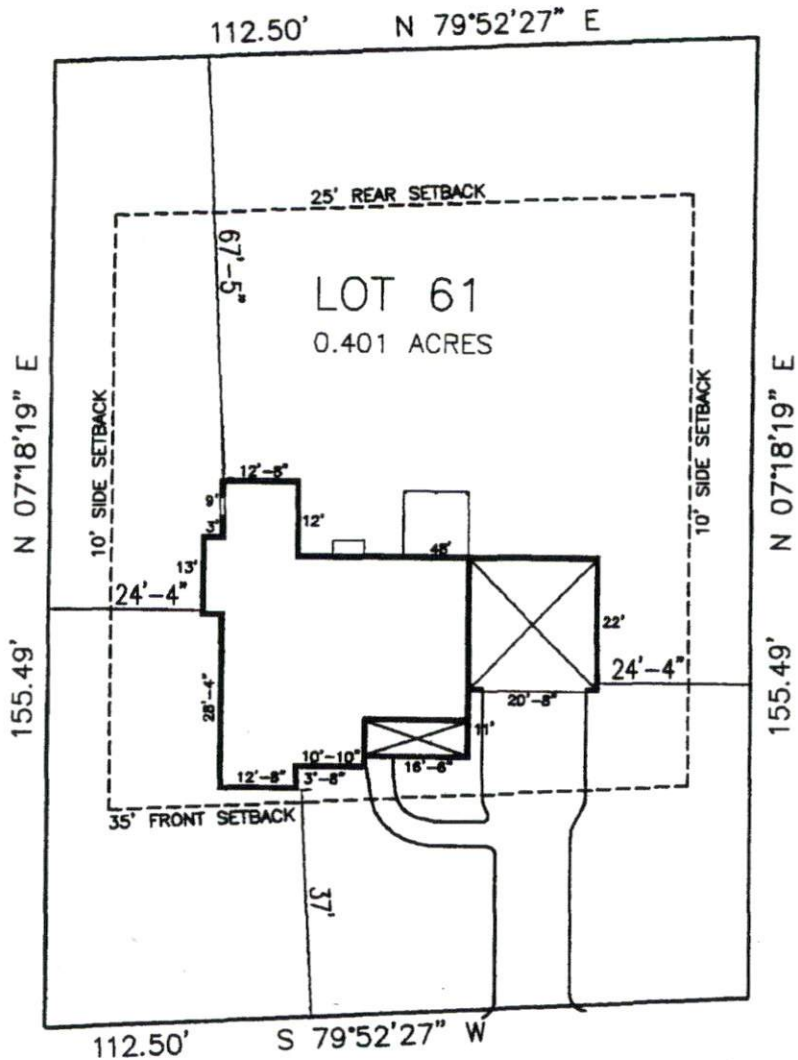 112.50' N 79°52'27" E
25' REAR SETBACK
67'-5"
LOT 61
0.401 ACRES
N 07°18'19" E
155.49'
10' SIDE SETBACK
10' SIDE SETBACK
N 07°18'19" E
155.49'
12'-8"
9'
3'
12'
13'
48'
24'-4"
22'
24'-4"
28'-4"
20'-8"
11'
10'-10"
16'-6"
12'-8"
3'-8"
35' FRONT SETBACK
37'
112.50' S 79°52'27" W